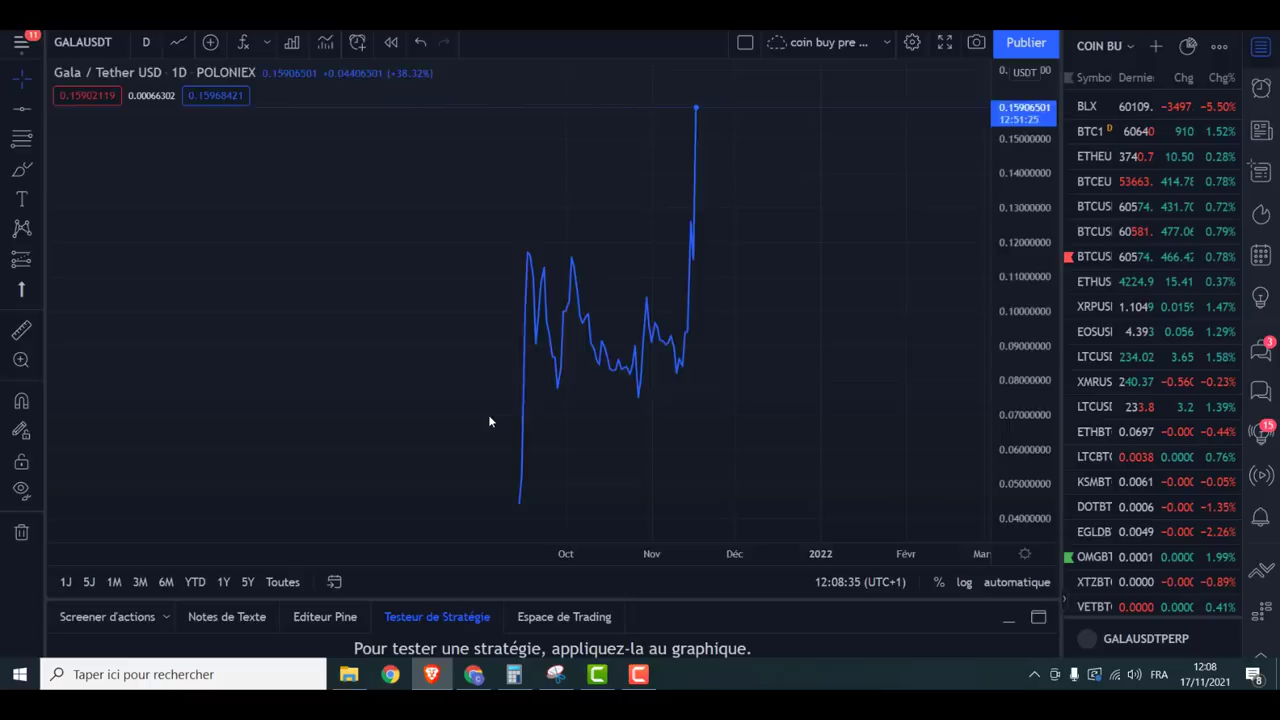 11
GALAUSDT D coin buy pre ... Publier COIN BU
Gala / Tether USD · 1D · POLONIEX 0.15906501 +0.04406501 (+38.32%)
0.15902119 0.00066302 0.15968421
USDT
0.15906501
12:51:25
0.15000000
0.14000000
0.13000000
0.12000000
0.11000000
0.10000000
0.09000000
0.08000000
0.07000000
0.06000000
0.05000000
0.04000000
Oct Nov Déc 2022 Févr Mar
1J 5J 1M 3M 6M YTD 1Y 5Y Toutes 12:08:35 (UTC+1) % log automatique
Screener d'actions Notes de Texte Editeur Pine Testeur de Stratégie Espace de Trading
Pour tester une stratégie, appliquez-la au graphique.
Symbo Dernie Chg Chg%
BLX 60109. −3497 −5.50%
BTC1 D 60640 910 1.52%
ETHEU 3740.7 10.50 0.28%
BTCEU 53663. 414.78 0.78%
BTCUS 60574. 431.70 0.72%
BTCUS 60581. 477.06 0.79%
BTCUS 60574. 466.42 0.78%
ETHUS 4224.9 15.41 0.37%
XRPUS 1.1049 0.0159 1.47%
EOSUS 4.393 0.056 1.29%
LTCUS 234.02 3.65 1.58%
XMRUS 240.37 −0.560 −0.23%
LTCUS 233.8 3.2 1.39%
ETHBT 0.0697 −0.000 −0.44%
LTCBT 0.0038 0.0000 0.76%
KSMBT 0.0061 −0.000 −0.05%
DOTBT 0.0006 −0.000 −1.35%
EGLDB 0.0049 −0.000 −2.26%
OMGBT 0.0001 0.0000 1.99%
XTZBT 0.0000 −0.000 −0.89%
VETBT 0.0000 0.0000 0.41%
GALAUSDTPERP
3
15
Taper ici pour rechercher
FRA
12:08
17/11/2021
8